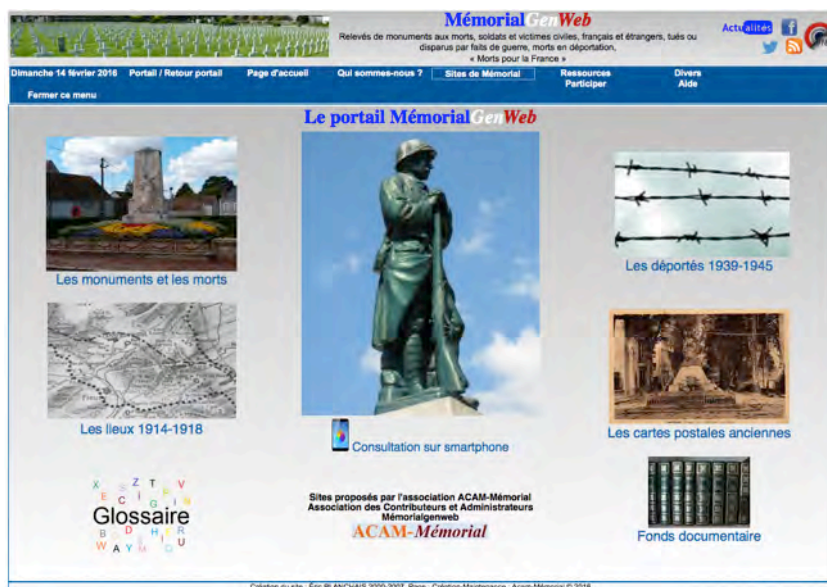 MémorialGenWeb
Relevés de monuments aux morts, soldats et victimes civiles, français et étrangers, tués ou
disparus par faits de guerre, morts en déportation,
« Morts pour la France »
Actualités
Dimanche 14 février 2016 Portail / Retour portail Page d'accueil Qui sommes-nous ? Sites de Mémorial Ressources Divers
Participer Aide
Fermer ce menu
Le portail MémorialGenWeb
Les monuments et les morts
Les déportés 1939-1945
Les lieux 1914-1918
Les cartes postales anciennes
Consultation sur smartphone
Glossaire
Sites proposés par l'association ACAM-Mémorial
Association des Contributeurs et Administrateurs
Mémorialgenweb
ACAM-Mémorial
Fonds documentaire